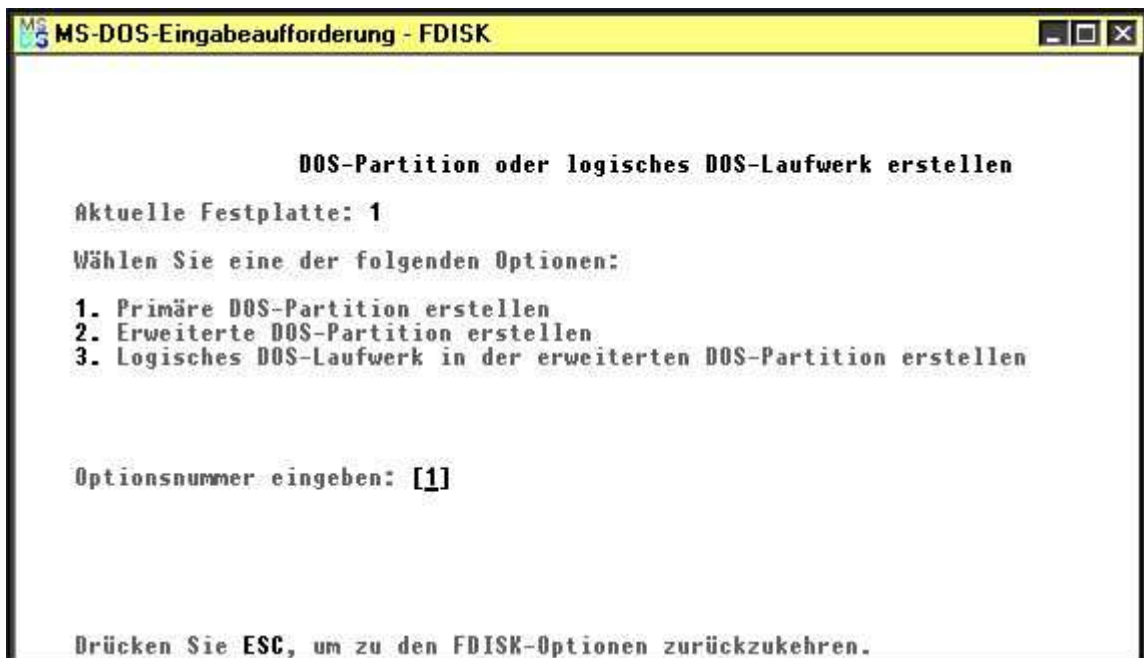 MS-DOS-Eingabeaufforderung - FDISK
DOS-Partition oder logisches DOS-Laufwerk erstellen
Aktuelle Festplatte: 1
Wählen Sie eine der folgenden Optionen:
1. Primäre DOS-Partition erstellen
2. Erweiterte DOS-Partition erstellen
3. Logisches DOS-Laufwerk in der erweiterten DOS-Partition erstellen
Optionsnummer eingeben: [1]
Drücken Sie ESC, um zu den FDISK-Optionen zurückzukehren.